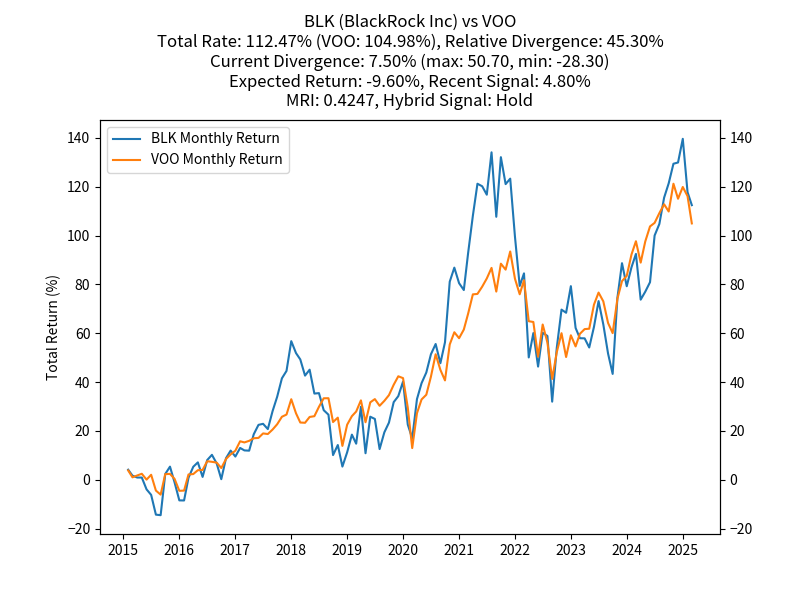 BLK (BlackRock Inc) vs VOO
Total Rate: 112.47% (VOO: 104.98%), Relative Divergence: 45.30%
Current Divergence: 7.50% (max: 50.70, min: -28.30)
Expected Return: -9.60%, Recent Signal: 4.80%
MRI: 0.4247, Hybrid Signal: Hold
BLK Monthly Return
VOO Monthly Return
Total Return (%)
140
120
100
80
60
40
20
0
−20
140
120
100
80
60
40
20
0
−20
2015 2016 2017 2018 2019 2020 2021 2022 2023 2024 2025